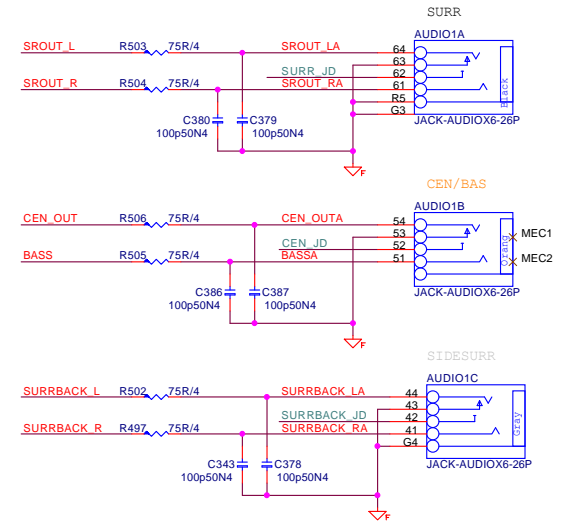 SURR
AUDIO1A
SROUT_L R503 75R/4 SROUT_LA 64
63
SURR_JD 62
SROUT_R R504 75R/4 SROUT_RA 61
R5
G3
Black
C380 C379
100p50N4 100p50N4
JACK-AUDIOX6-26P
F
CEN/BAS
AUDIO1B
CEN_OUT R506 75R/4 CEN_OUTA 54
53 MEC1
CEN_JD 52
BASS R505 75R/4 BASSA 51 MEC2
Orang
C386 C387
100p50N4 100p50N4
JACK-AUDIOX6-26P
F
SIDESURR
AUDIO1C
SURRBACK_L R502 75R/4 SURRBACK_LA 44
43
SURRBACK_JD 42
SURRBACK_R R497 75R/4 SURRBACK_RA 41
G4
Gray
C343 C378
100p50N4 100p50N4
JACK-AUDIOX6-26P
F